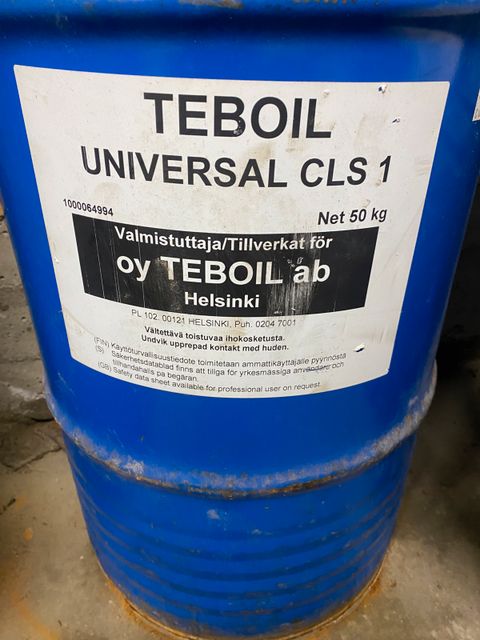 TEBOIL
UNIVERSAL CLS 1
1000064994
Net 50 kg
Valmistuttaja/Tillverkat för
oy TEBOIL ab
Helsinki
PL 102. 00121 HELSINKI. Puh. 0204 7001
Vältettävä toistuvaa ihokosketusta.
Undvik upprepad kontakt med huden.
(FIN) Käyttöturvallisuustiedote toimitetaan ammattikäyttäjälle pyynnöstä
(S) Säkerhetsdatablad finns att tillgå för yrkesmässiga användare och
tillhandahalls pa begäran.
(GB) Safety data sheet available for professional user on request.